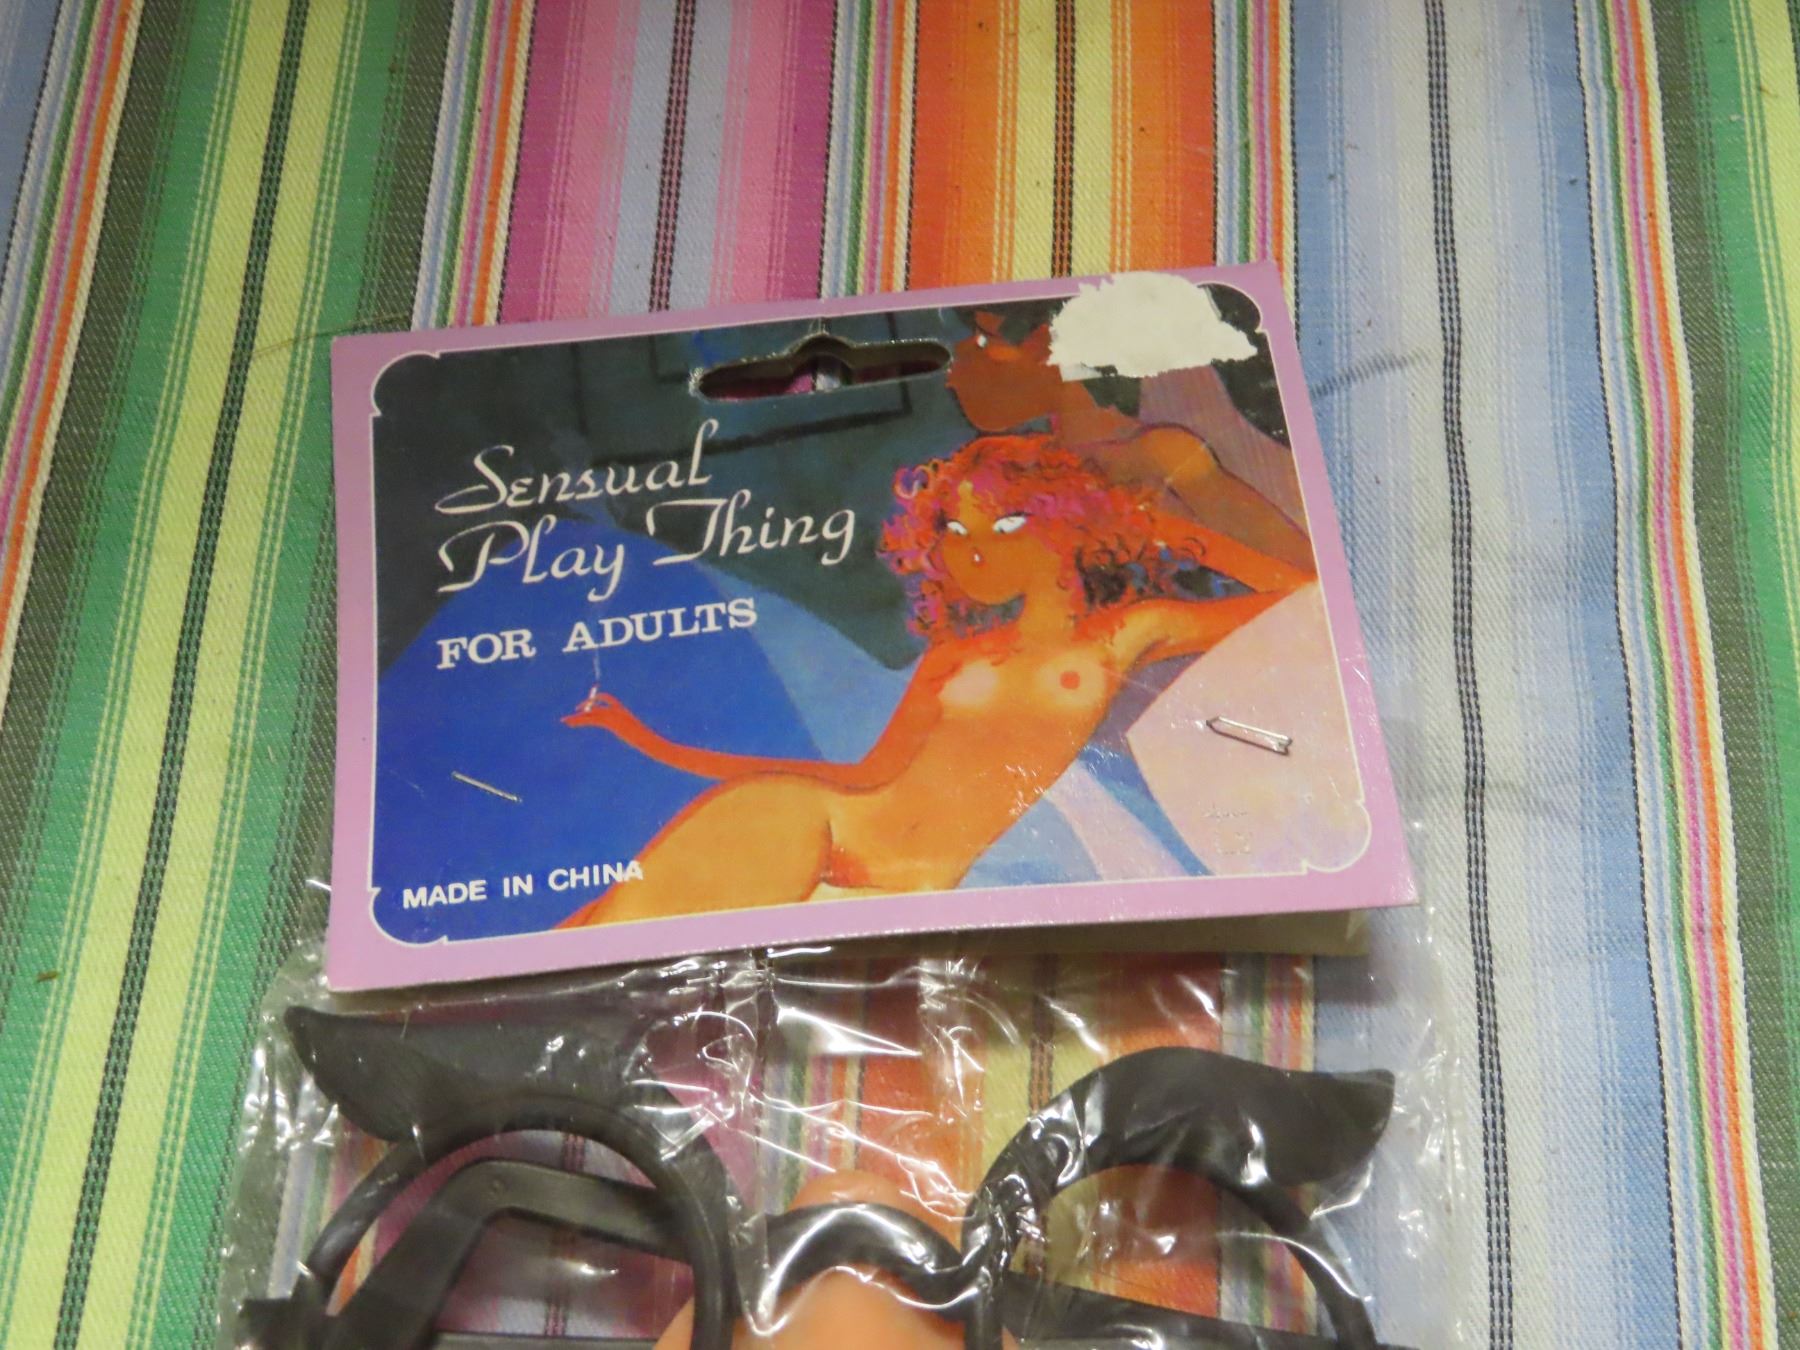 Sensual
Play Thing
FOR ADULTS
MADE IN CHINA